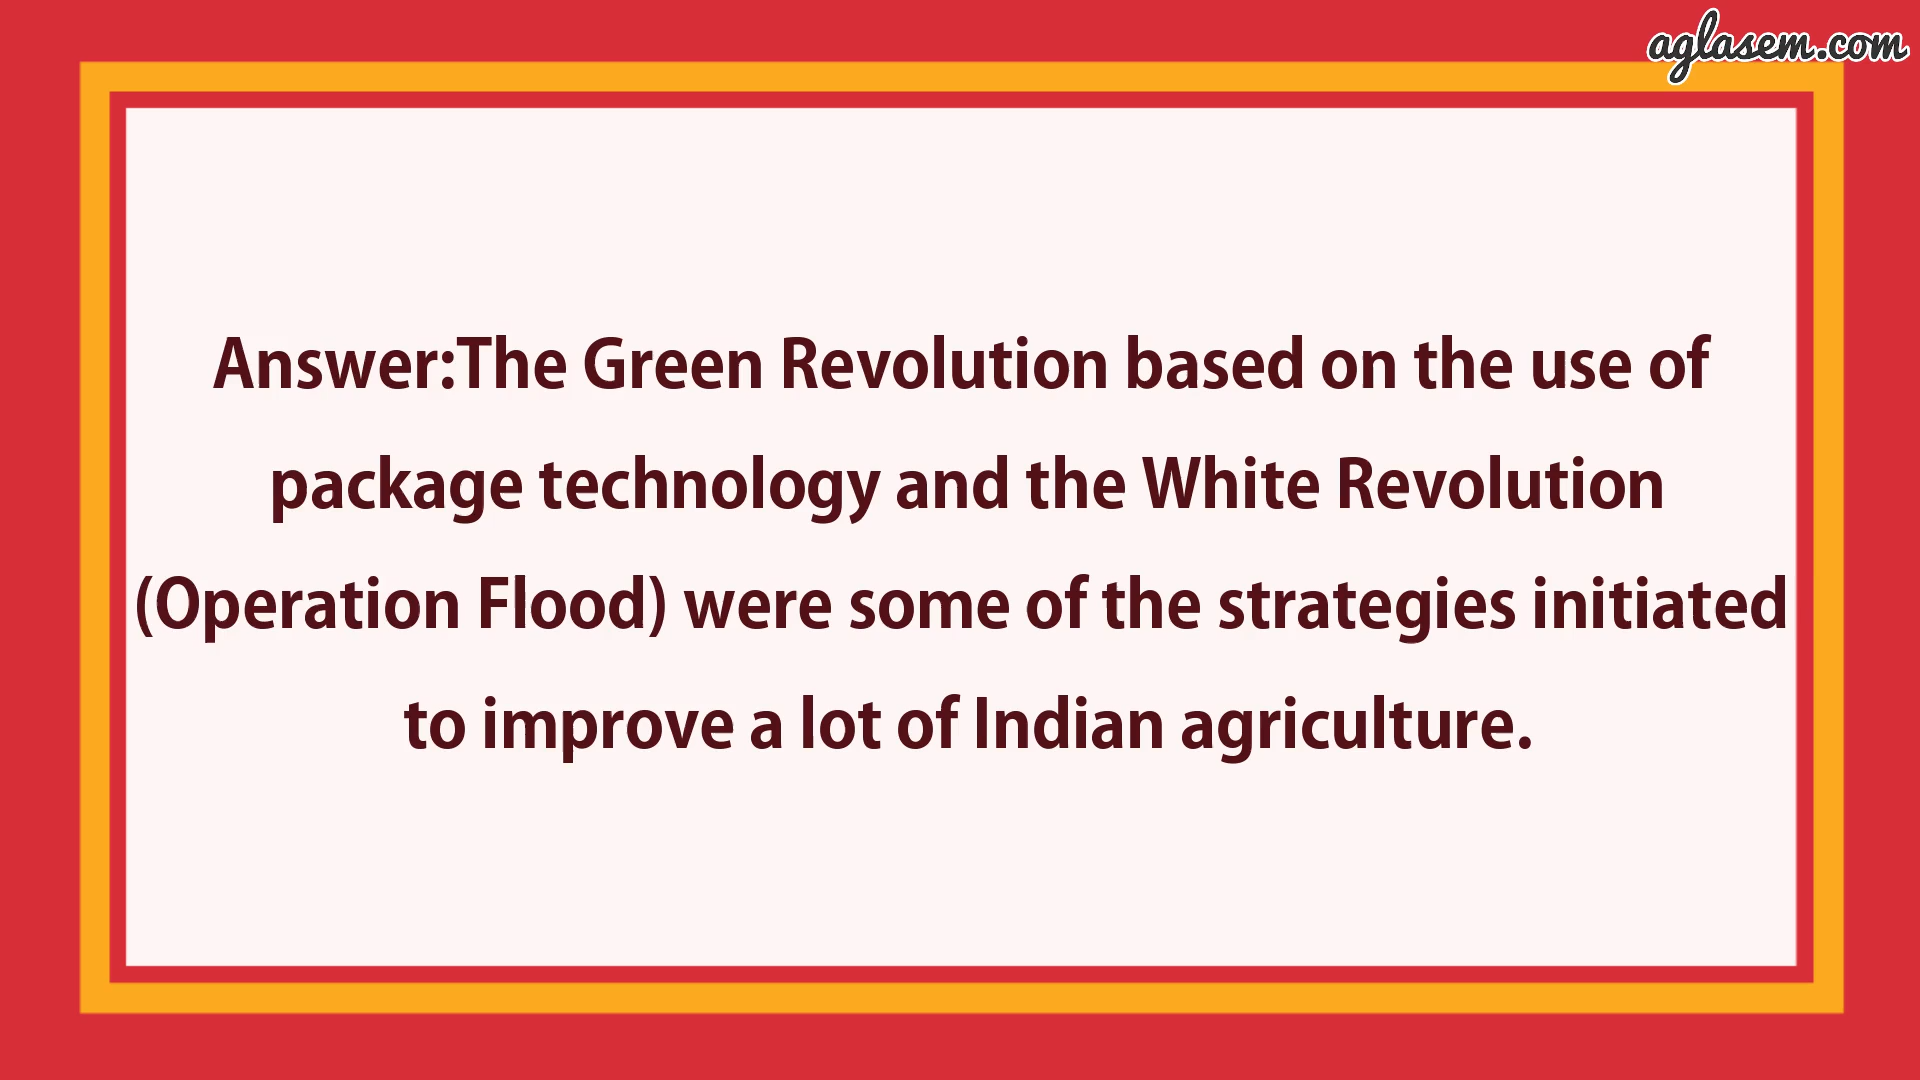 aglasem.com
Answer:The Green Revolution based on the use of
package technology and the White Revolution
(Operation Flood) were some of the strategies initiated
to improve a lot of Indian agriculture.